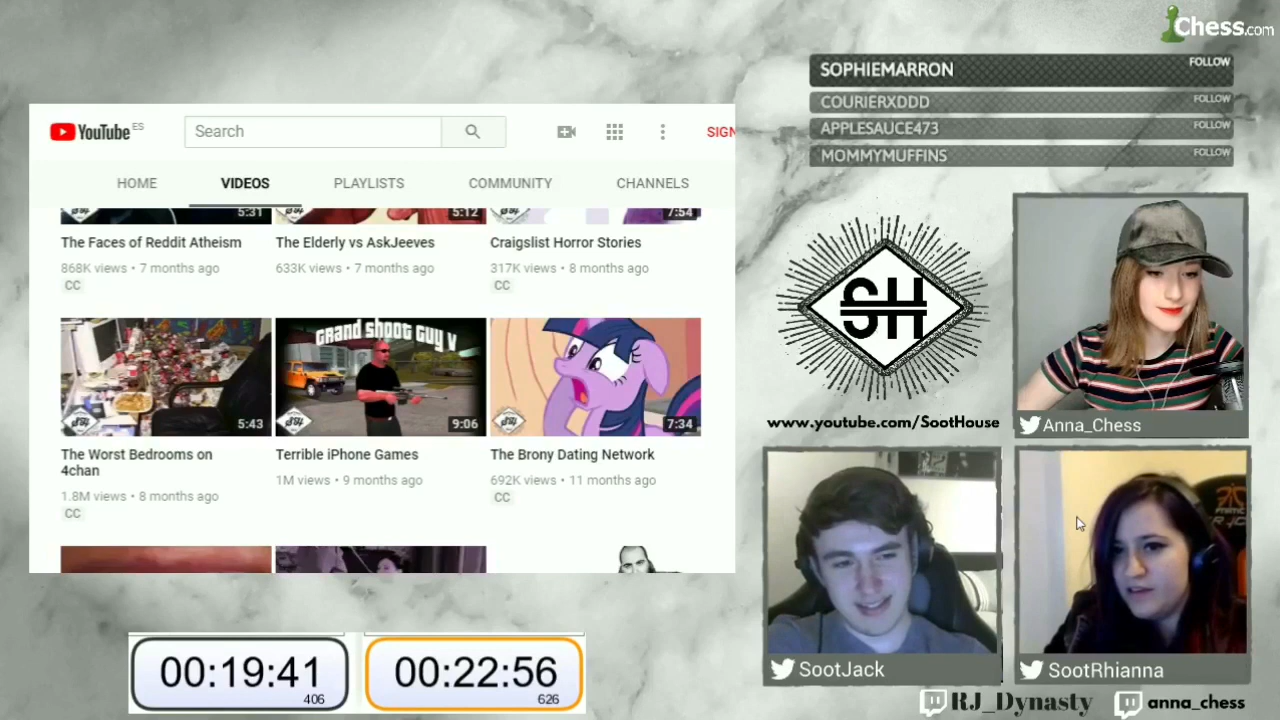 Chess.com
SOPHIEMARRON FOLLOW
COURIERXDDD FOLLOW
APPLESAUCE473 FOLLOW
MOMMYMUFFINS FOLLOW
YouTube ES
Search
SIGN
HOME VIDEOS PLAYLISTS COMMUNITY CHANNELS
5:31 5:12 7:54
The Faces of Reddit Atheism
868K views • 7 months ago
CC
The Elderly vs AskJeeves
633K views • 7 months ago
Craigslist Horror Stories
317K views • 8 months ago
CC
GRAND SHOOT GUY V
5:43 9:06 7:34
The Worst Bedrooms on
4chan
1.8M views • 8 months ago
CC
Terrible iPhone Games
1M views • 9 months ago
The Brony Dating Network
692K views • 11 months ago
CC
SH
www.youtube.com/SootHouse
Anna_Chess
SootJack
FNATIC
SootRhianna
00:19:41 406
00:22:56 626
RJ_Dynasty
anna_chess